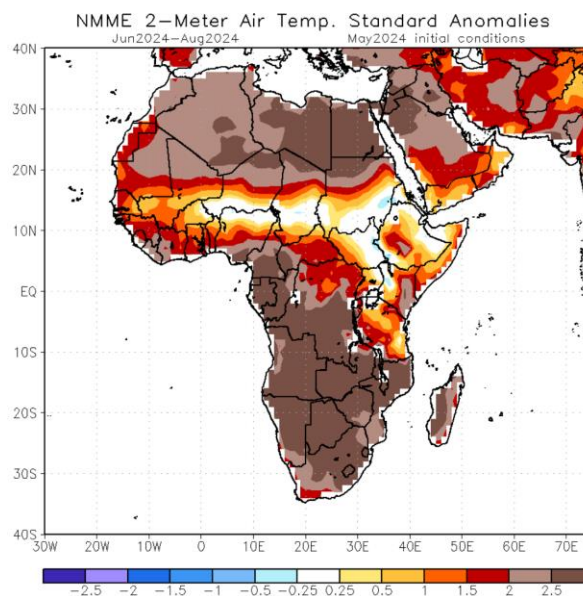 NMME 2-Meter Air Temp. Standard Anomalies
Jun2024-Aug2024 May2024 initial conditions
40N
30N
20N
10N
EQ
10S
20S
30S
40S
30W 20W 10W 0 10E 20E 30E 40E 50E 60E 70E
-2.5 -2 -1.5 -1 -0.5 -0.25 0.25 0.5 1 1.5 2 2.5